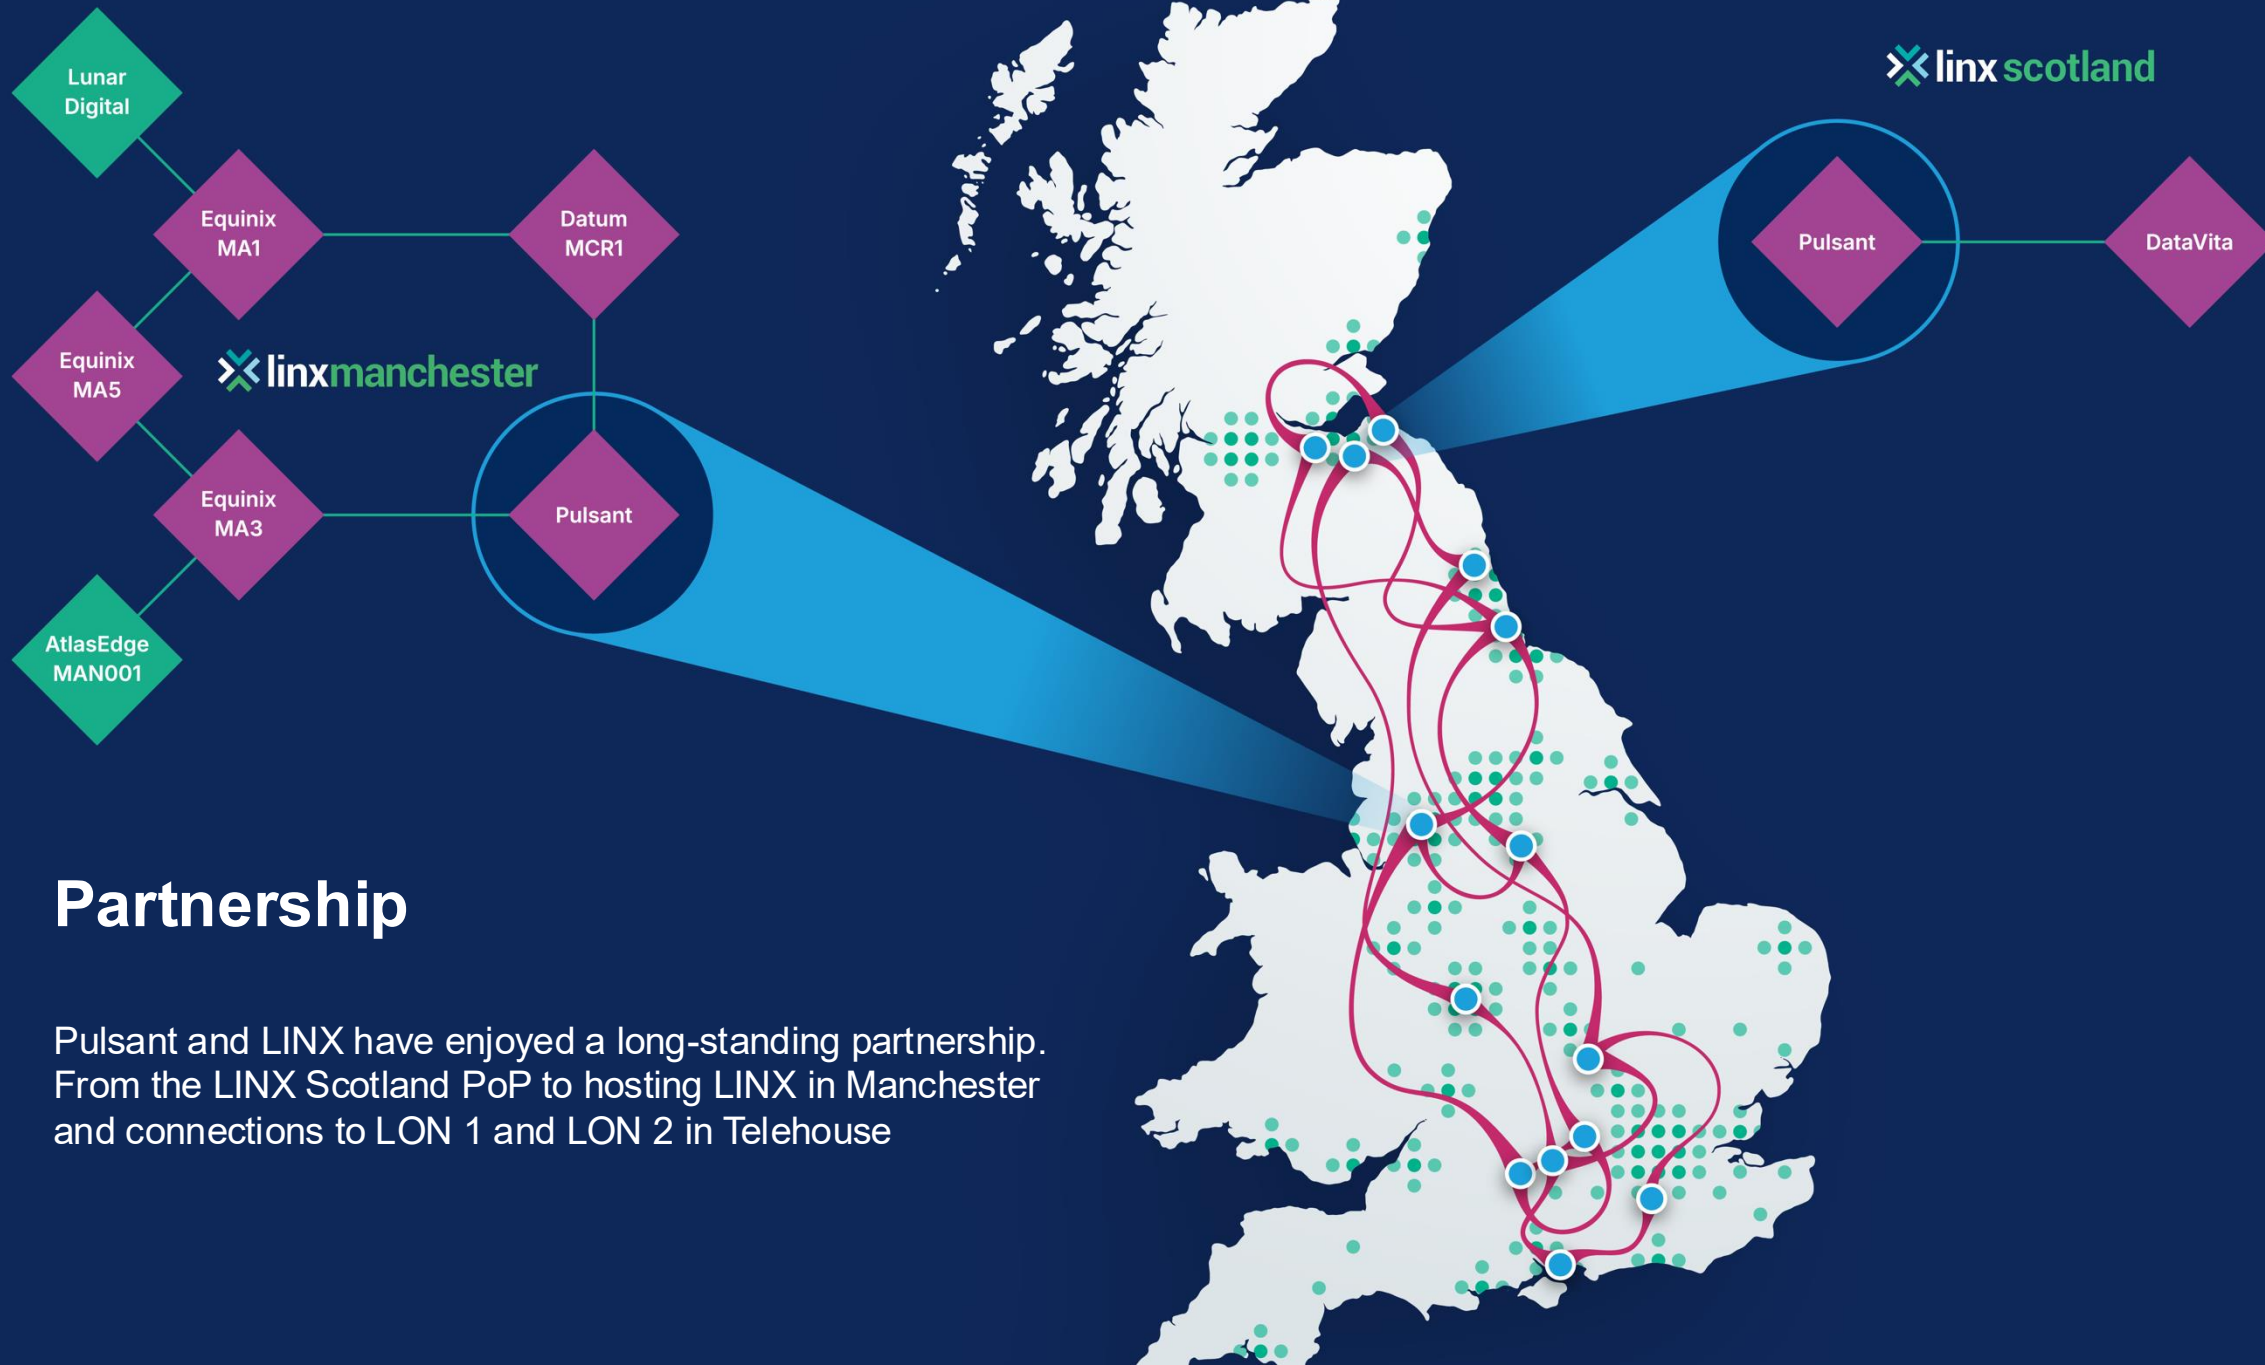 Lunar
Digital
Equinix
MA1
Datum
MCR1
Equinix
MA5
linxmanchester
Equinix
MA3
Pulsant
AtlasEdge
MAN001
linx scotland
Pulsant
DataVita
Partnership
Pulsant and LINX have enjoyed a long-standing partnership.
From the LINX Scotland PoP to hosting LINX in Manchester
and connections to LON 1 and LON 2 in Telehouse